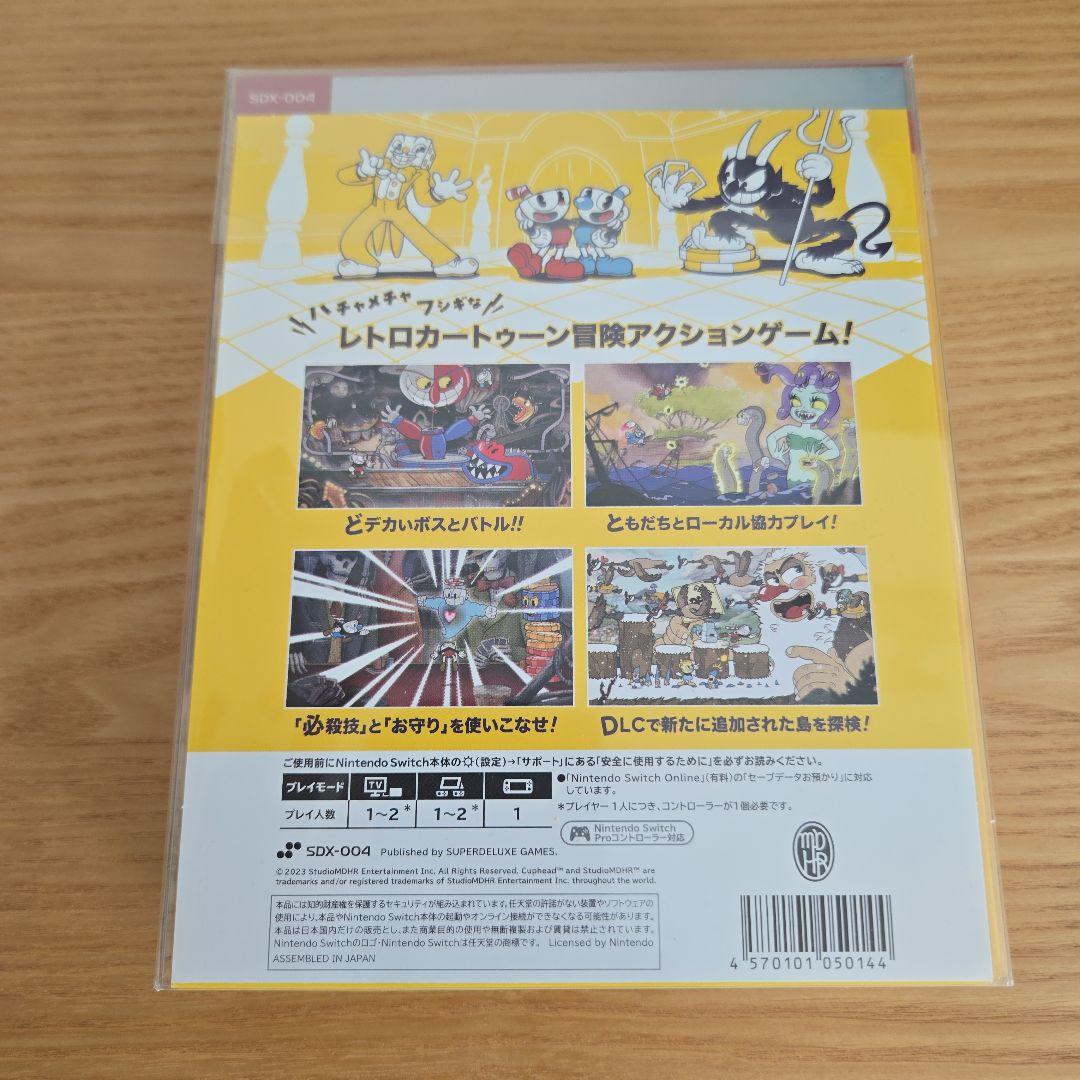 SDX-004
ハチャメチャ フシギな
レトロカートゥーン冒険アクションゲーム!
どデカいボスとバトル!!
ともだちとローカル協力プレイ!
「必殺技」と「お守り」を使いこなせ!
DLCで新たに追加された島を探検!
ご使用前にNintendo Switch本体の(設定)→「サポート」にある「安全に使用するために」を必ずお読みください。
プレイモード TV
プレイ人数 1~2* 1~2* 1
●「Nintendo Switch Online」(有料)の「セーブデータお預かり」に対応
しています。
*プレイヤー1人につき、コントローラーが1個必要です。
Nintendo Switch
Proコントローラー対応
SDX-004 Published by SUPERDELUXE GAMES.
© 2023 StudioMDHR Entertainment Inc. All Rights Reserved. Cuphead™ and StudioMDHR™ are
trademarks and/or registered trademarks of StudioMDHR Entertainment Inc. throughout the world.
MDHR
本品には知的財産権を保護するセキュリティが組み込まれています。任天堂の許諾がない装置やソフトウェアの
使用により、本品やNintendo Switch本体の起動やオンライン接続ができなくなる可能性があります。
本品は日本国内だけの販売とし、また商業目的の使用や無断複製および賃貸は禁止されています。
Nintendo Switchのロゴ・Nintendo Switchは任天堂の商標です。 Licensed by Nintendo
ASSEMBLED IN JAPAN
4 570101 050144